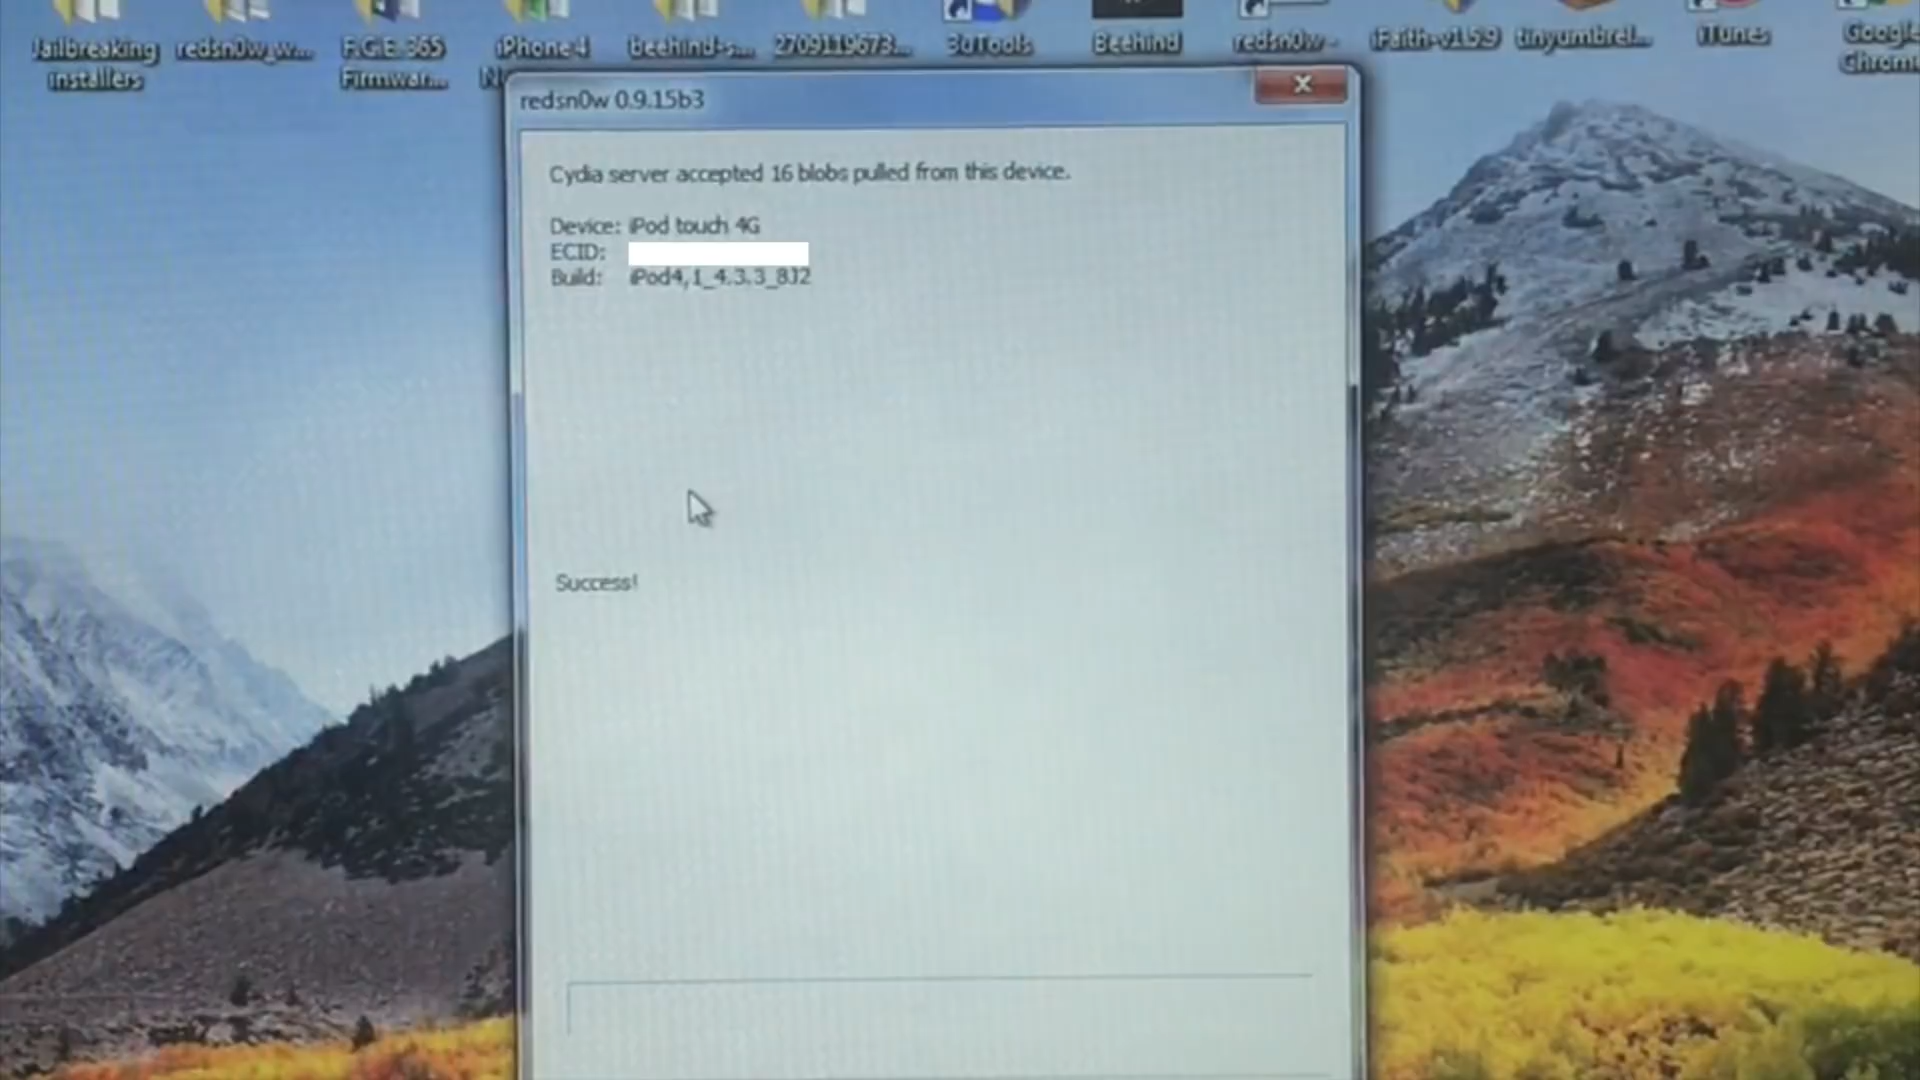 Jailbreaking Installers
redsn0w_w...
F.C.E. 365 Firmwar...
iPhone 4
beehind-s...
2709119673...
3uTools
Beehind
redsn0w -
iFaith-v1.5.9
tinyumbrel...
iTunes
Google Chrome
redsn0w 0.9.15b3
Cydia server accepted 16 blobs pulled from this device.
Device: iPod touch 4G
ECID:
Build: iPod4,1_4.3.3_8J2
Success!